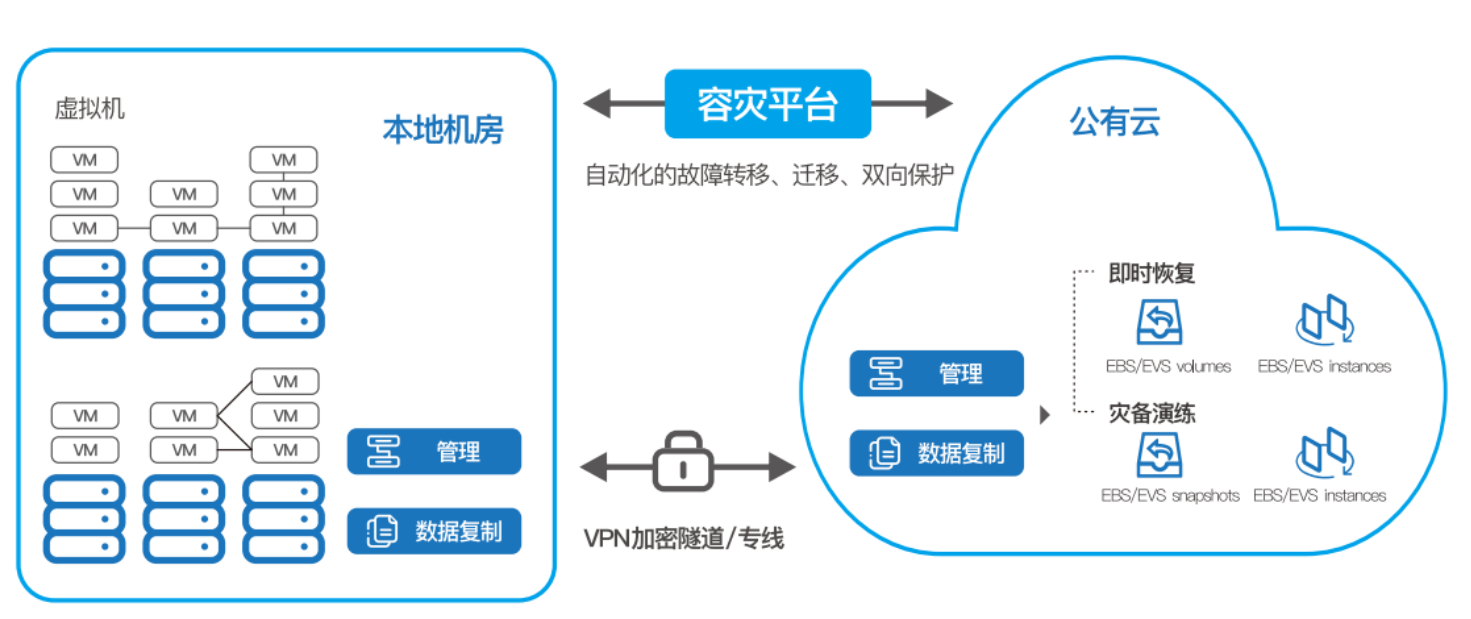 虚拟机
本地机房
VM VM
VM VM VM
VM VM VM
VM
VM VM VM
VM VM VM
管理
数据复制
容灾平台
自动化的故障转移、迁移、双向保护
VPN加密隧道/专线
公有云
管理
数据复制
即时恢复
EBS/EVS volumes EBS/EVS instances
灾备演练
EBS/EVS snapshots EBS/EVS instances